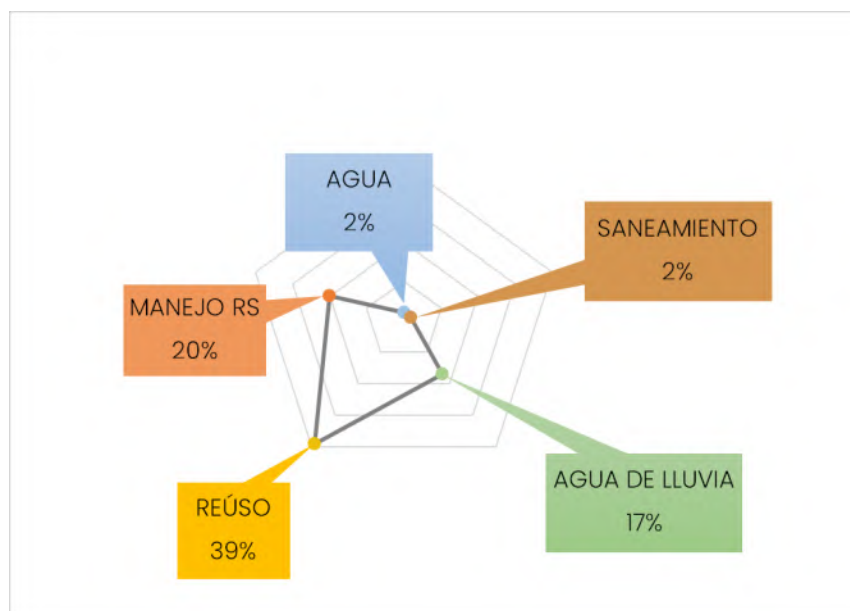 AGUA
2%
SANEAMIENTO
2%
MANEJO RS
20%
REÚSO
39%
AGUA DE LLUVIA
17%